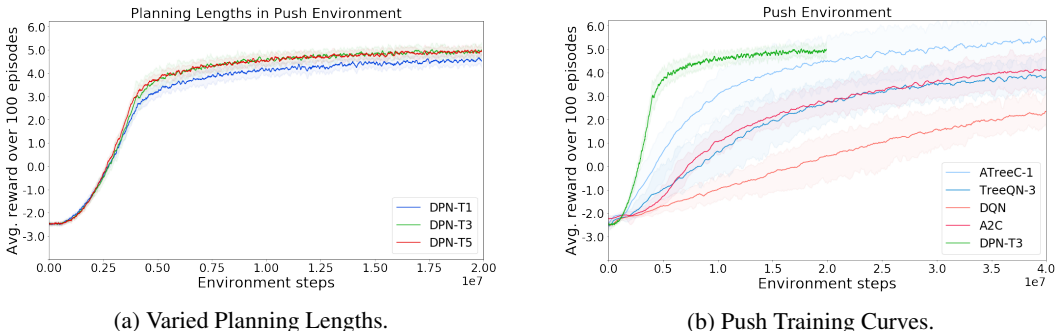 Planning Lengths in Push Environment
Avg. reward over 100 episodes
6.0
5.0
4.0
3.0
2.0
1.0
0.0
-1.0
-2.0
-3.0
DPN-T1
DPN-T3
DPN-T5
0.00 0.25 0.50 0.75 1.00 1.25 1.50 1.75 2.00
1e7
Environment steps
(a) Varied Planning Lengths.
Push Environment
Avg. reward over 100 episodes
6.0
5.0
4.0
3.0
2.0
1.0
0.0
-1.0
-2.0
-3.0
ATreeC-1
TreeQN-3
DQN
A2C
DPN-T3
0.0 0.5 1.0 1.5 2.0 2.5 3.0 3.5 4.0
1e7
Environment steps
(b) Push Training Curves.